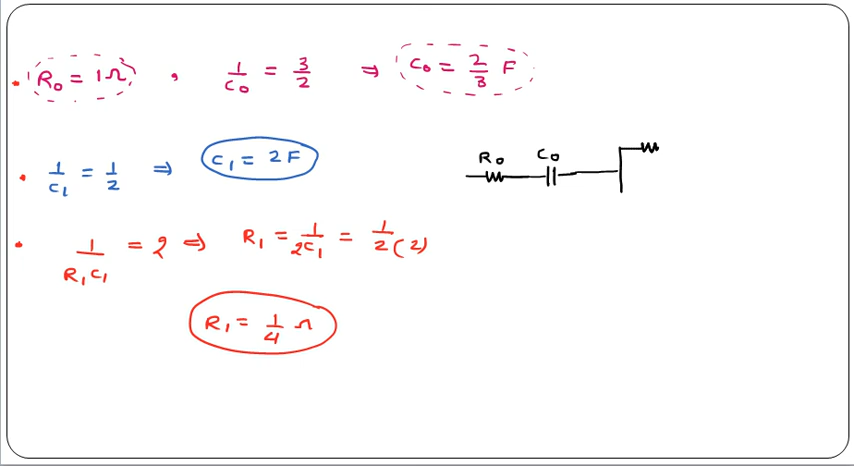 R₀ = 1Ω , 1/C₀ = 3/2 ⇒ C₀ = 2/3 F
1/C₁ = 1/2 ⇒ C₁ = 2F
R₀ C₀
1/R₁C₁ = 2 ⇒ R₁ = 1/2C₁ = 1/2(2)
R₁ = 1/4 Ω